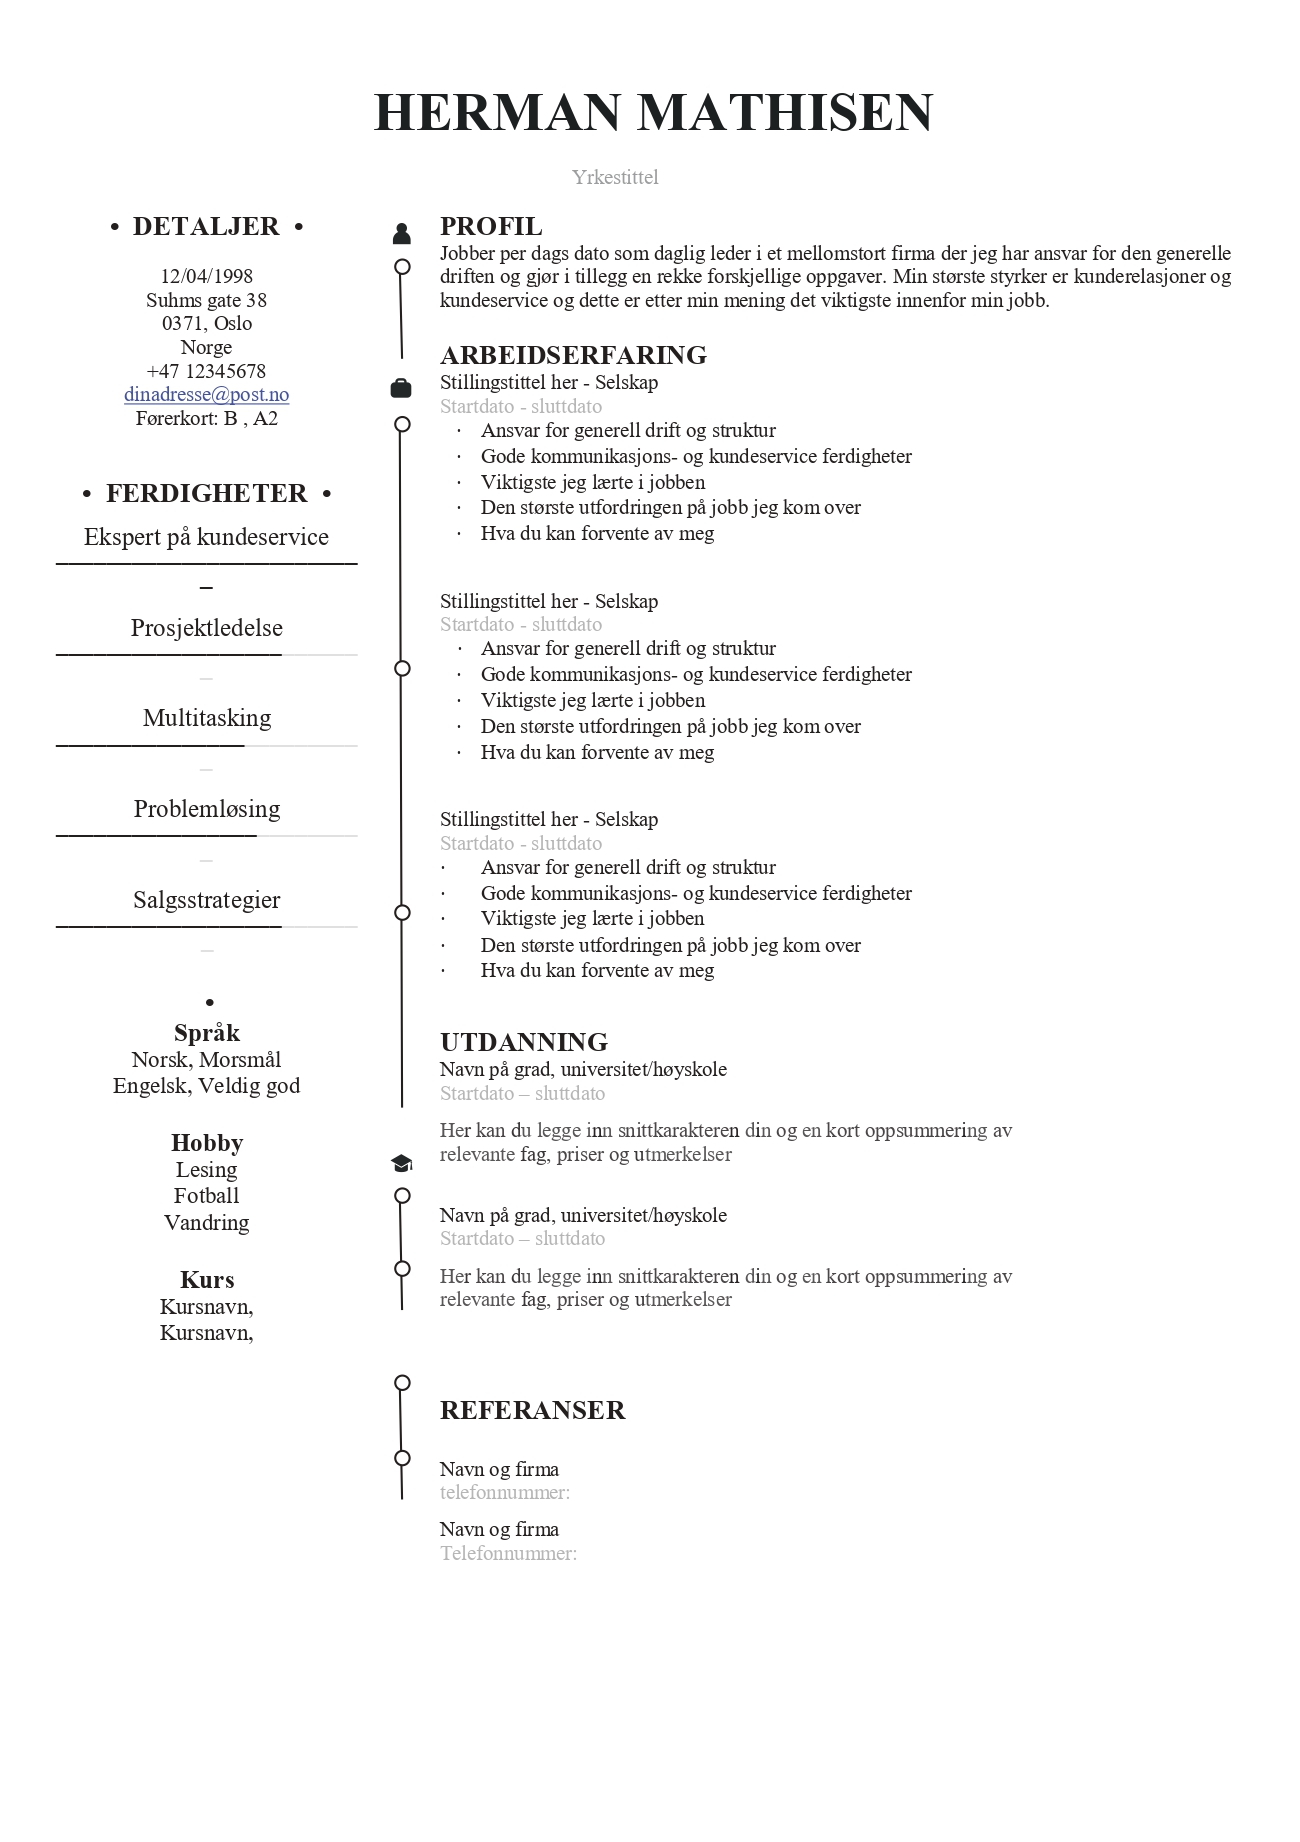 HERMAN MATHISEN
Yrkestittel
• DETALJER •
12/04/1998
Suhms gate 38
0371, Oslo
Norge
+47 12345678
dinadresse@post.no
Førerkort: B , A2
• FERDIGHETER •
Ekspert på kundeservice
Prosjektledelse
Multitasking
Problemløsing
Salgsstrategier
•
Språk
Norsk, Morsmål
Engelsk, Veldig god
Hobby
Lesing
Fotball
Vandring
Kurs
Kursnavn,
Kursnavn,
PROFIL
Jobber per dags dato som daglig leder i et mellomstort firma der jeg har ansvar for den generelle
driften og gjør i tillegg en rekke forskjellige oppgaver. Min største styrker er kunderelasjoner og
kundeservice og dette er etter min mening det viktigste innenfor min jobb.
ARBEIDSERFARING
Stillingstittel her - Selskap
Startdato - sluttdato
· Ansvar for generell drift og struktur
· Gode kommunikasjons- og kundeservice ferdigheter
· Viktigste jeg lærte i jobben
· Den største utfordringen på jobb jeg kom over
· Hva du kan forvente av meg
Stillingstittel her - Selskap
Startdato - sluttdato
· Ansvar for generell drift og struktur
· Gode kommunikasjons- og kundeservice ferdigheter
· Viktigste jeg lærte i jobben
· Den største utfordringen på jobb jeg kom over
· Hva du kan forvente av meg
Stillingstittel her - Selskap
Startdato - sluttdato
· Ansvar for generell drift og struktur
· Gode kommunikasjons- og kundeservice ferdigheter
· Viktigste jeg lærte i jobben
· Den største utfordringen på jobb jeg kom over
· Hva du kan forvente av meg
UTDANNING
Navn på grad, universitet/høyskole
Startdato – sluttdato
Her kan du legge inn snittkarakteren din og en kort oppsummering av
relevante fag, priser og utmerkelser
Navn på grad, universitet/høyskole
Startdato – sluttdato
Her kan du legge inn snittkarakteren din og en kort oppsummering av
relevante fag, priser og utmerkelser
REFERANSER
Navn og firma
telefonnummer:
Navn og firma
Telefonnummer: